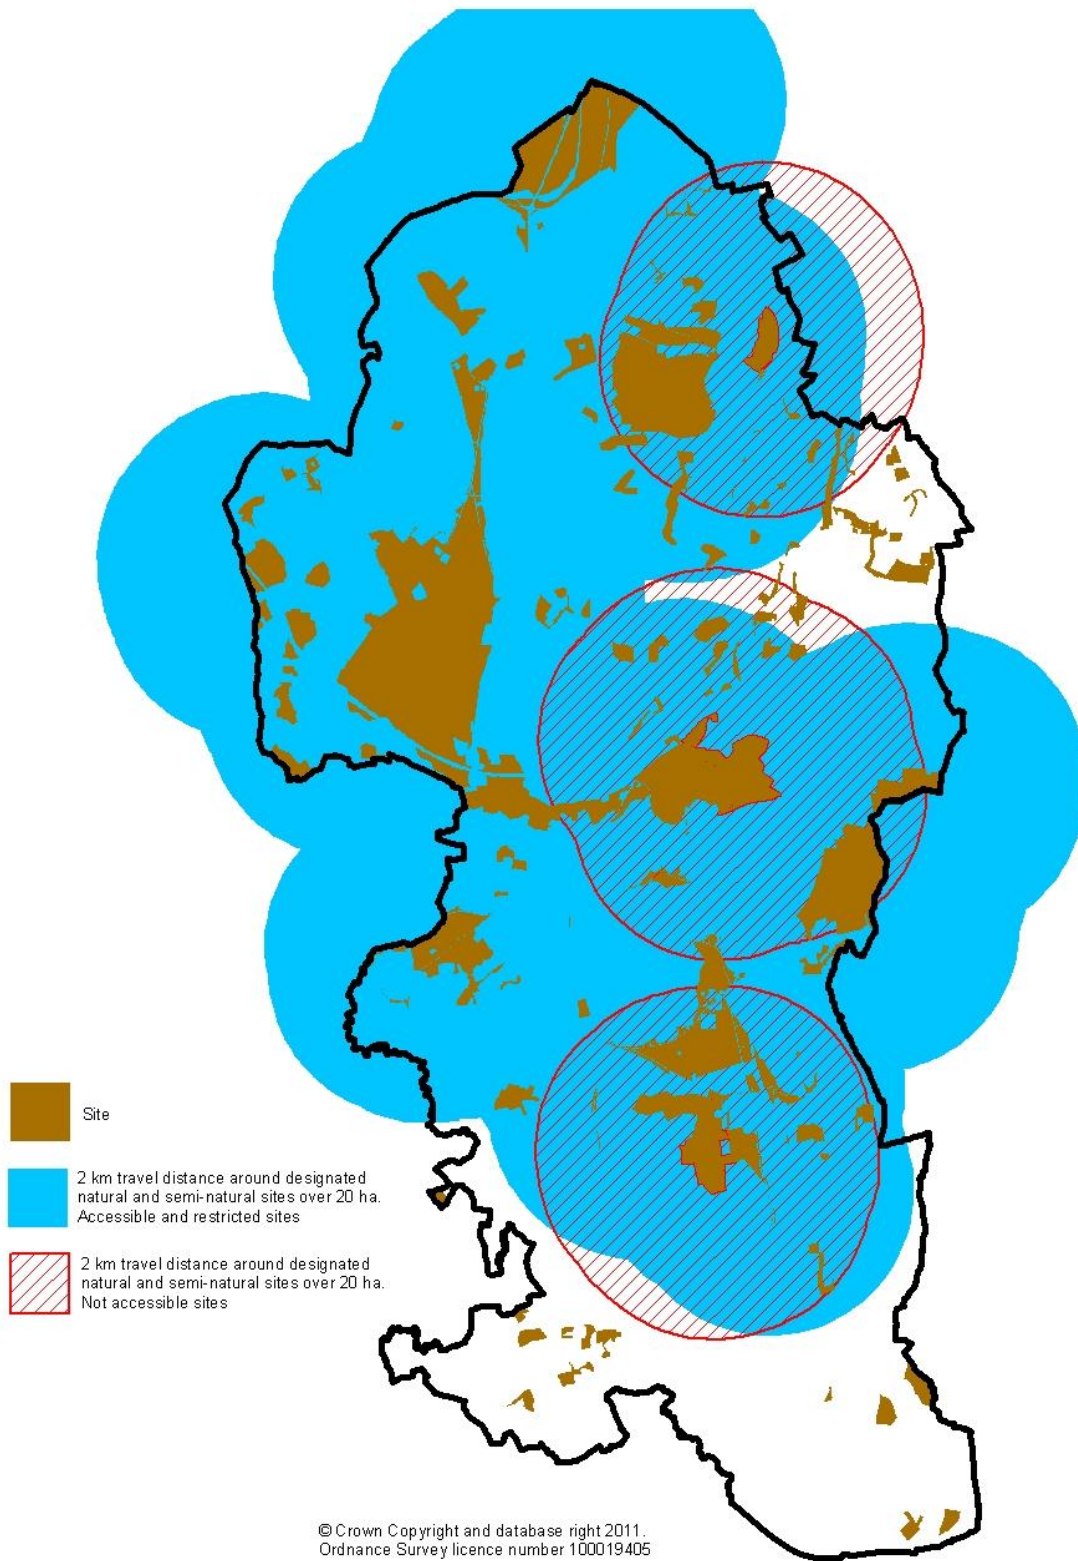 Site
2 km travel distance around designated
natural and semi-natural sites over 20 ha.
Accessible and restricted sites
2 km travel distance around designated
natural and semi-natural sites over 20 ha.
Not accessible sites
© Crown Copyright and database right 2011.
Ordnance Survey licence number 100019405